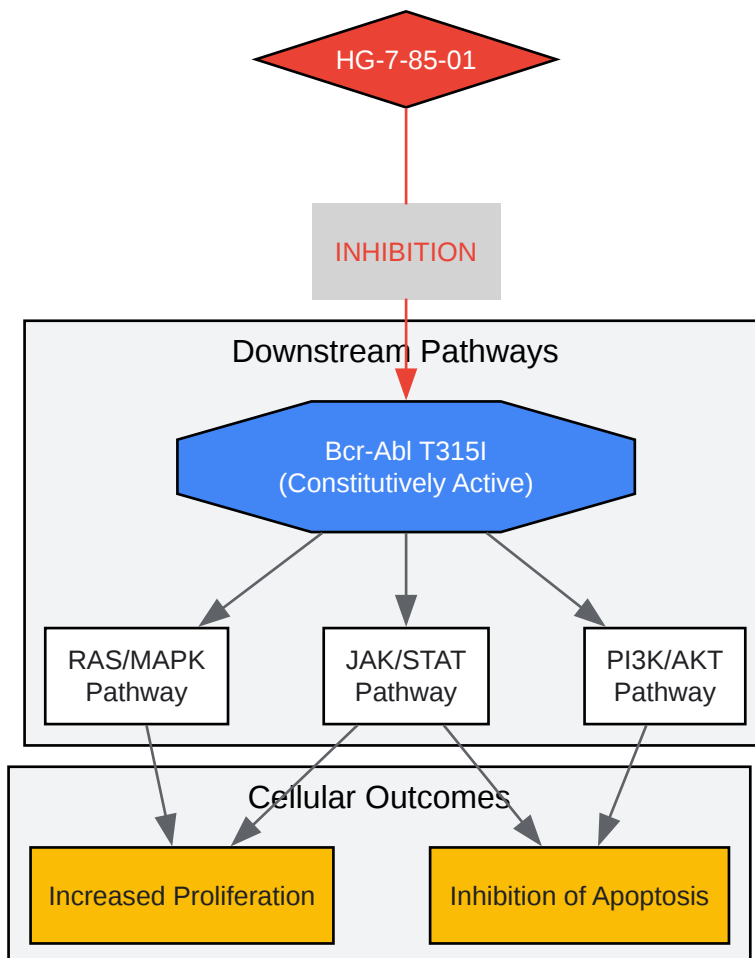 HG-7-85-01
INHIBITION
Downstream Pathways
Bcr-Abl T315I
(Constitutively Active)
RAS/MAPK
Pathway
JAK/STAT
Pathway
PI3K/AKT
Pathway
Cellular Outcomes
Increased Proliferation
Inhibition of Apoptosis